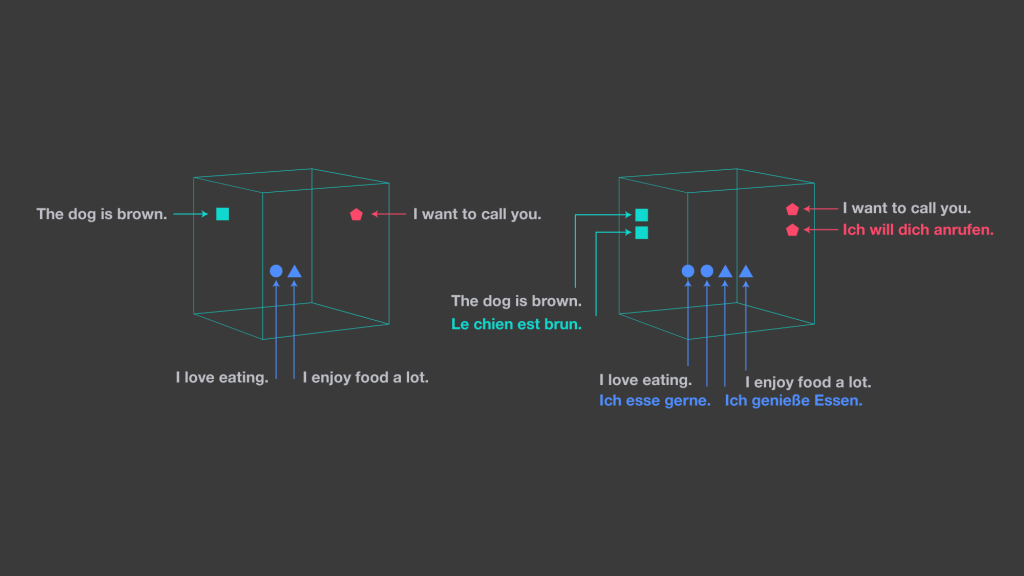 The dog is brown.
I want to call you.
I love eating.
I enjoy food a lot.
I want to call you.
Ich will dich anrufen.
The dog is brown.
Le chien est brun.
I love eating.
I enjoy food a lot.
Ich esse gerne.
Ich genieße Essen.